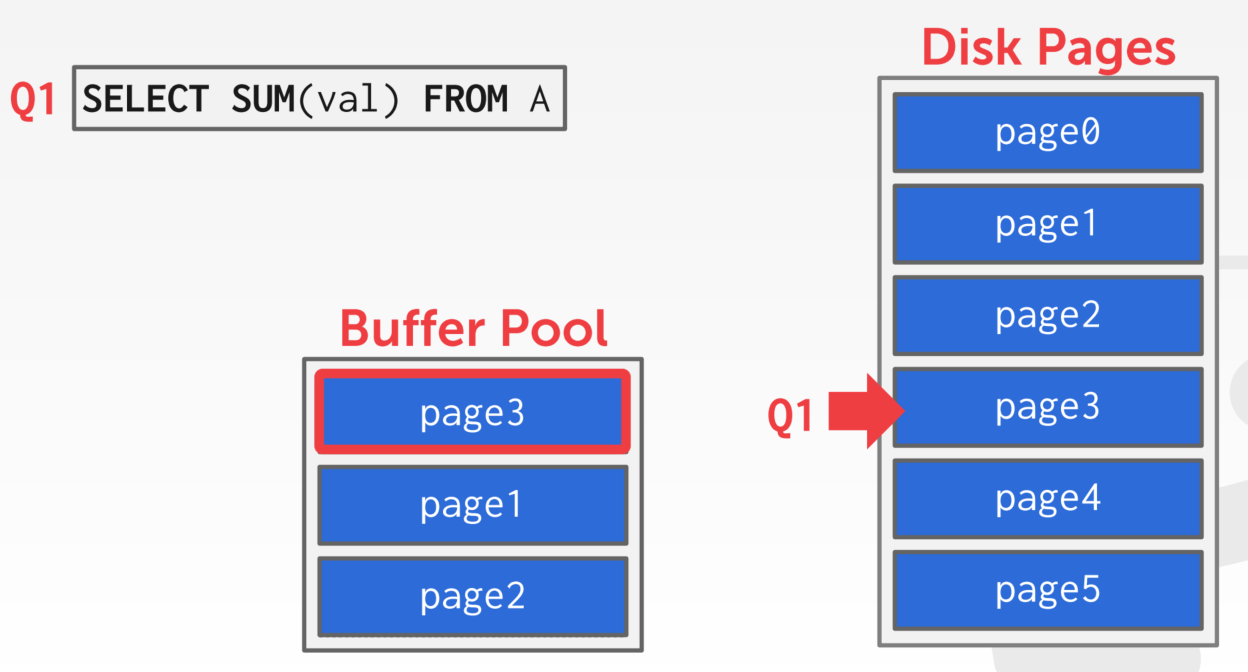 Q1 SELECT SUM(val) FROM A
Disk Pages
page0
page1
page2
Q1
page3
page4
page5
Buffer Pool
page3
page1
page2